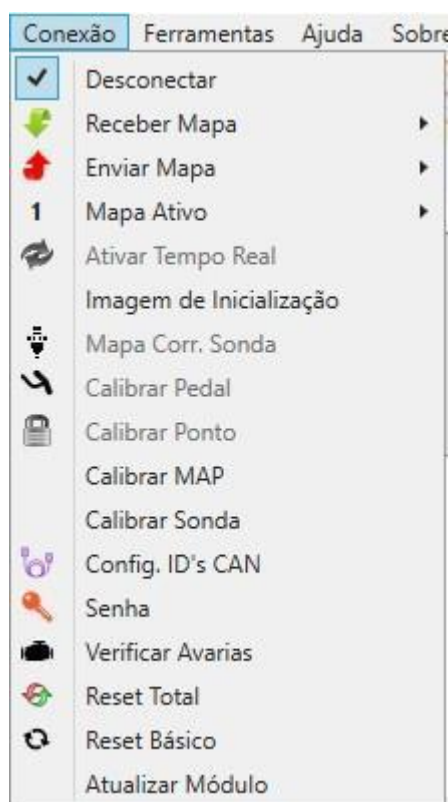 Conexão Ferramentas Ajuda Sobre
Desconectar
Receber Mapa
Enviar Mapa
1 Mapa Ativo
Ativar Tempo Real
Imagem de Inicialização
Mapa Corr. Sonda
Calibrar Pedal
Calibrar Ponto
Calibrar MAP
Calibrar Sonda
Config. ID's CAN
Senha
Verificar Avarias
Reset Total
Reset Básico
Atualizar Módulo